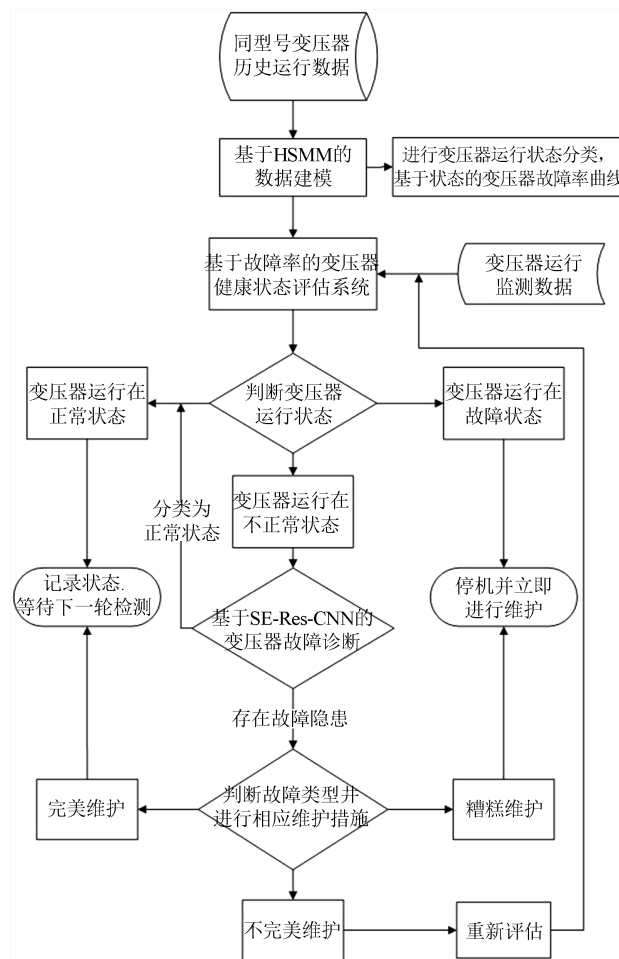 同型号变压器
历史运行数据
基于HSMM的
数据建模
进行变压器运行状态分类,
基于状态的变压器故障率曲线
基于故障率的变压器
健康状态评估系统
变压器运行
监测数据
变压器运行在
正常状态
判断变压器
运行状态
变压器运行在
故障状态
分类为
正常状态
变压器运行在
不正常状态
记录状态.
等待下一轮检测
基于SE-Res-CNN的
变压器故障诊断
停机并立即
进行维护
存在故障隐患
完美维护
判断故障类型并
进行相应维护措施
糟糕维护
不完美维护
重新评估